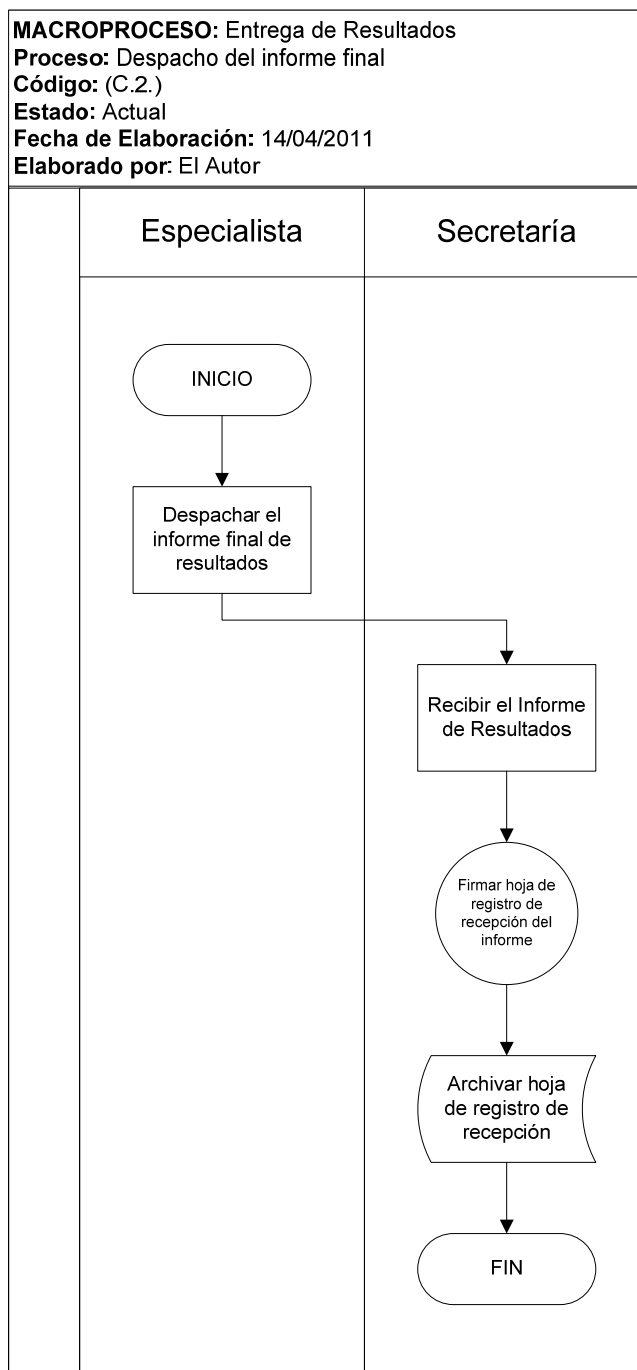 MACROPROCESO: Entrega de Resultados
Proceso: Despacho del informe final
Código: (C.2.)
Estado: Actual
Fecha de Elaboración: 14/04/2011
Elaborado por: El Autor
Especialista
Secretaría
INICIO
Despachar el
informe final de
resultados
Recibir el Informe
de Resultados
Firmar hoja de
registro de
recepción del
informe
Archivar hoja
de registro de
recepción
FIN